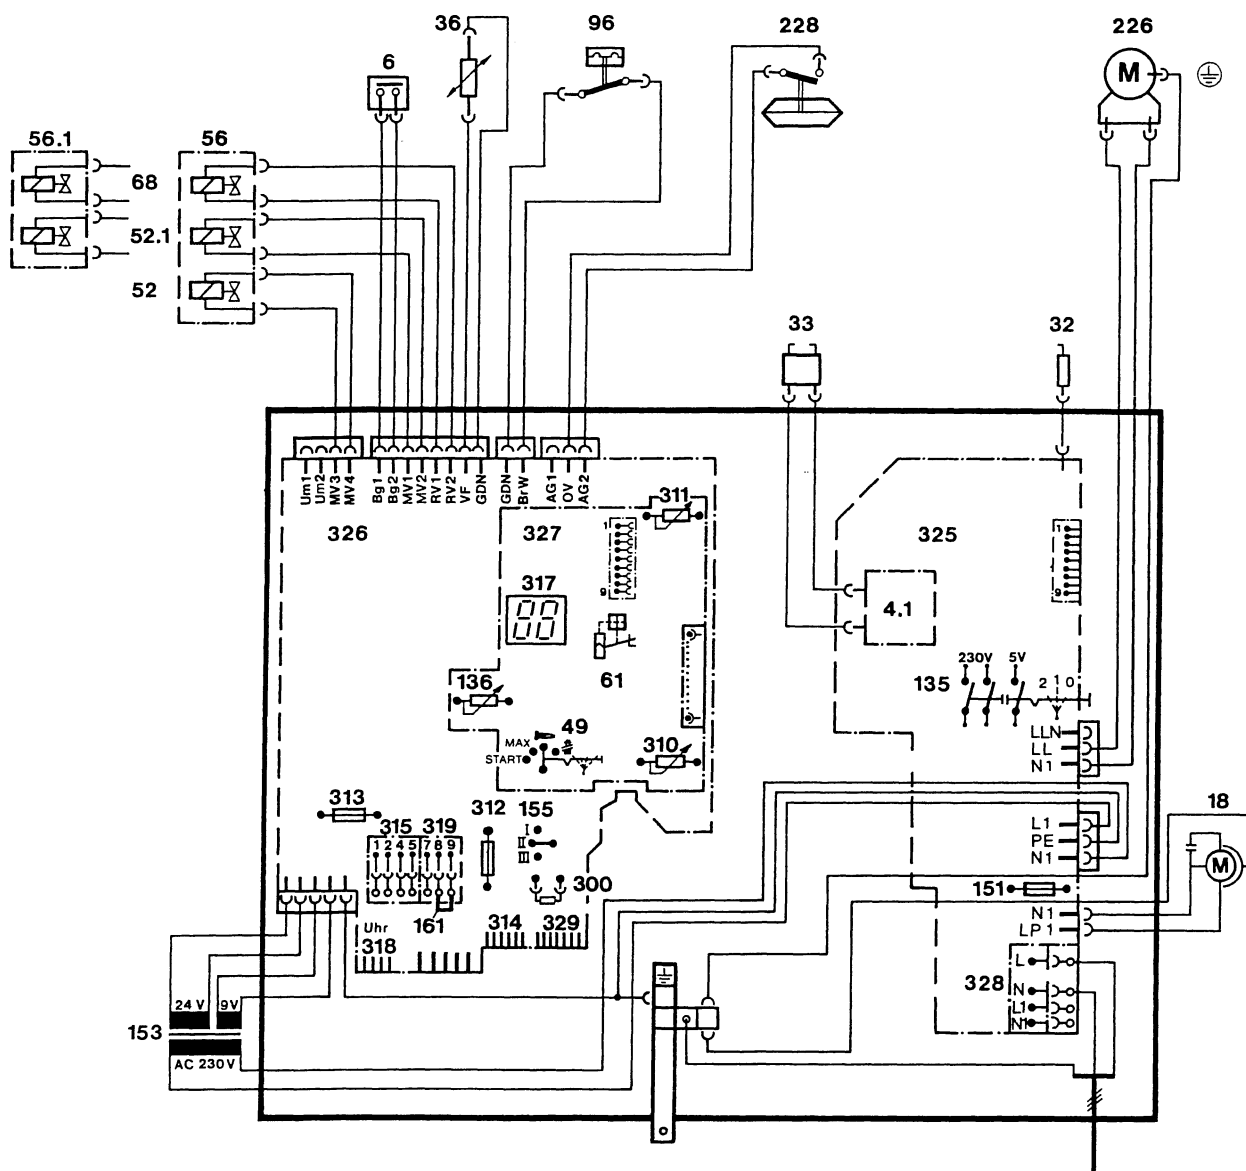 36 96 228 226
6
M
56.1 56
68
52.1
52
33 32
Um1 Um2 MV3 MV4 Bg1 Bg2 MV1 MV2 RV1 RV2 VF GDN GDN BrW AG1 OV AG2
326 327 311 325
1 1
9 9
317
4.1
136 61
230V 5V
135 2 1 0
MAX 49
START
310
LLN
LL
N1
313 312 155
315 319
1 2 4 5 7 8 9
I
II
III
L1
PE
N1
18
M
300
151
161
Uhr 314 329
318
N1
LP1
L
328 N
L1
N1
24 V 9V
153
AC 230V